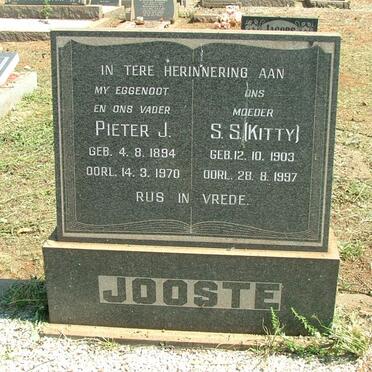 JACOBS
IN TERE HERINNERING AAN
MY EGGENOOT
EN ONS VADER
PIETER J.
GEB. 4. 8. 1894
OORL. 14. 3. 1970
ONS
MOEDER
S. S. (KITTY)
GEB. 12. 10. 1903
OORL. 28. 8. 1997
RUS IN VREDE.
JOOSTE